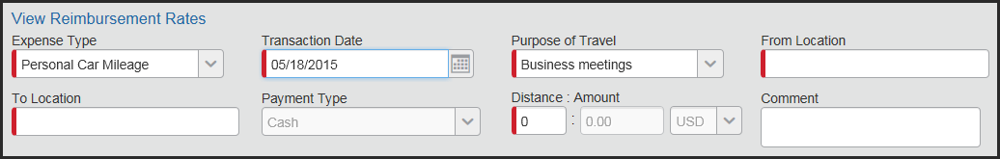 View Reimbursement Rates
Expense Type Transaction Date Purpose of Travel From Location
Personal Car Mileage 05/18/2015 Business meetings
To Location Payment Type Distance : Amount Comment
Cash 0 : 0.00 USD